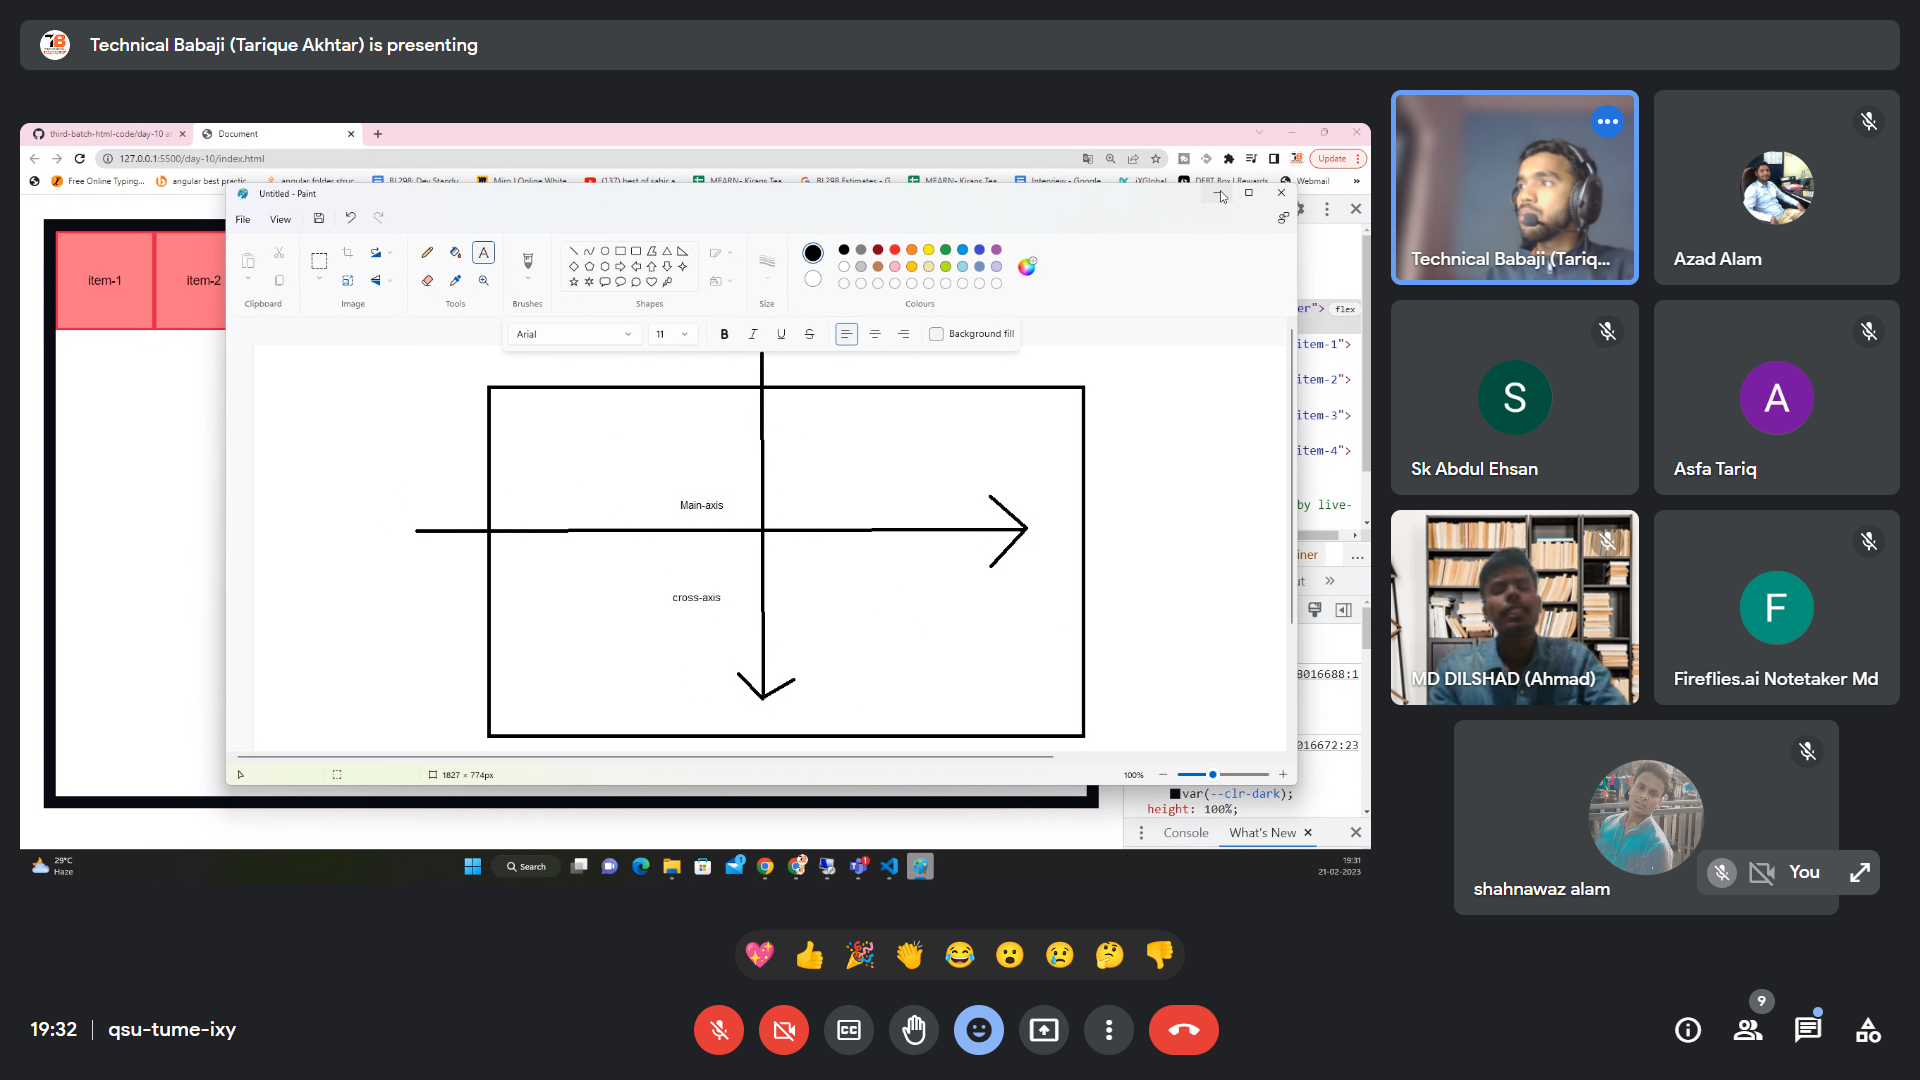 Technical Babaji (Tarique Akhtar) is presenting
third-batch-html-code/day-10 at
Document
127.0.0.1:5500/day-10/index.html
Update
Free Online Typing...
angular best practic
angular folder struc
BL298: Dev Standu
Miro | Online White
(137) best of sahir a
MEARN- Kirans Tea
BL298 Estimates - G
MEARN- Kirans Tea
Interview - Google
iXGlobal
DEBT Box | Rewards
Webmail
Untitled - Paint
File
View
Clipboard
Image
Tools
Brushes
Shapes
Size
Colours
Arial
11
B
I
U
S
Background fill
item-1
item-2
Main-axis
cross-axis
er">
flex
item-1">
item-2">
item-3">
item-4">
by live-
iner
ut
8016688:1
016672:23
var(--clr-dark);
height: 100%;
1827 × 774px
100%
Console
What's New
29°C
Haze
Search
19:31
21-02-2023
Technical Babaji (Tariq...
Azad Alam
S
Sk Abdul Ehsan
A
Asfa Tariq
MD DILSHAD (Ahmad)
F
Fireflies.ai Notetaker Md
shahnawaz alam
You
19:32
qsu-tume-ixy
9